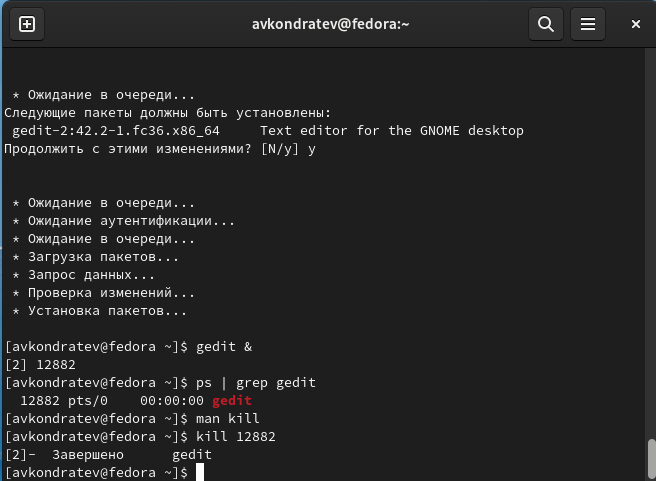 avkondratev@fedora:~
* Ожидание в очереди...
Следующие пакеты должны быть установлены:
gedit-2:42.2-1.fc36.x86_64     Text editor for the GNOME desktop
Продолжить с этими изменениями? [N/y] y
* Ожидание в очереди...
* Ожидание аутентификации...
* Ожидание в очереди...
* Загрузка пакетов...
* Запрос данных...
* Проверка изменений...
* Установка пакетов...
[avkondratev@fedora ~]$ gedit &
[2] 12882
[avkondratev@fedora ~]$ ps | grep gedit
12882 pts/0    00:00:00 gedit
[avkondratev@fedora ~]$ man kill
[avkondratev@fedora ~]$ kill 12882
[2]-  Завершено      gedit
[avkondratev@fedora ~]$